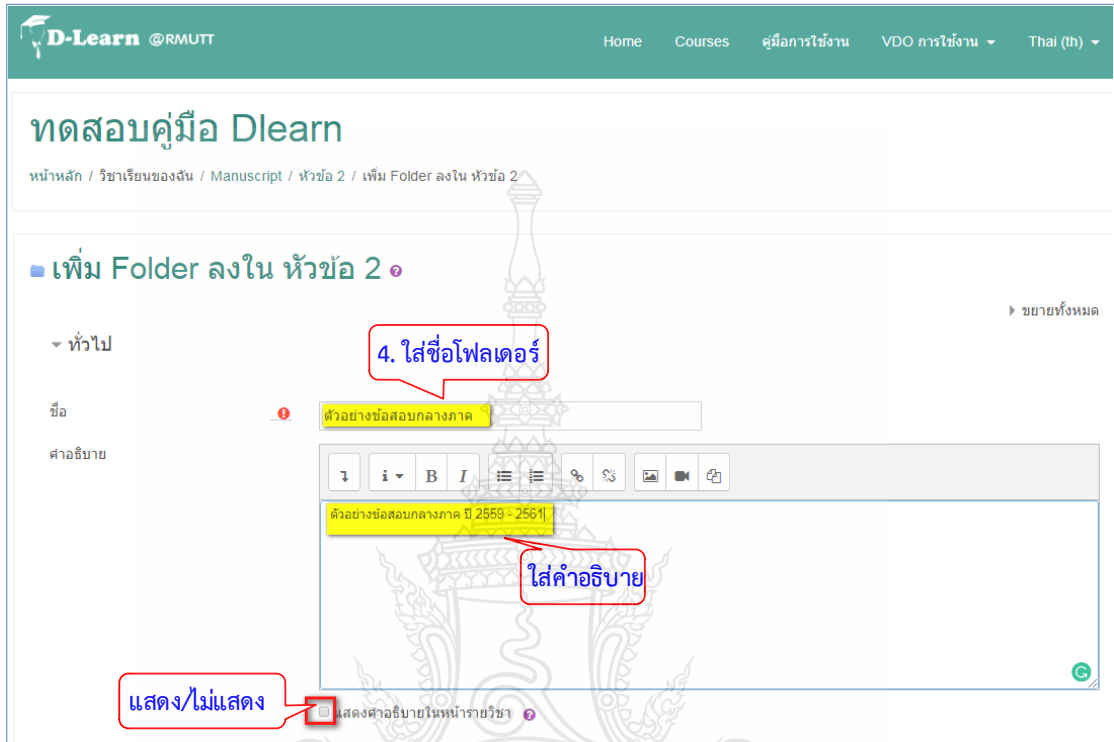 D-Learn @RMUTT
Home Courses คู่มือการใช้งาน VDO การใช้งาน Thai (th)
ทดสอบคู่มือ Dlearn
หน้าหลัก / วิชาเรียนของฉัน / Manuscript / หัวข้อ 2 / เพิ่ม Folder ลงใน หัวข้อ 2
เพิ่ม Folder ลงใน หัวข้อ 2
ขยายทั้งหมด
ทั่วไป
4. ใส่ชื่อโฟลเดอร์
ชื่อ
ตัวอย่างข้อสอบกลางภาค
คำอธิบาย
B I
ตัวอย่างข้อสอบกลางภาค ปี 2559 - 2561
ใส่คำอธิบาย
แสดง/ไม่แสดง
แสดงคำอธิบายในหน้ารายวิชา